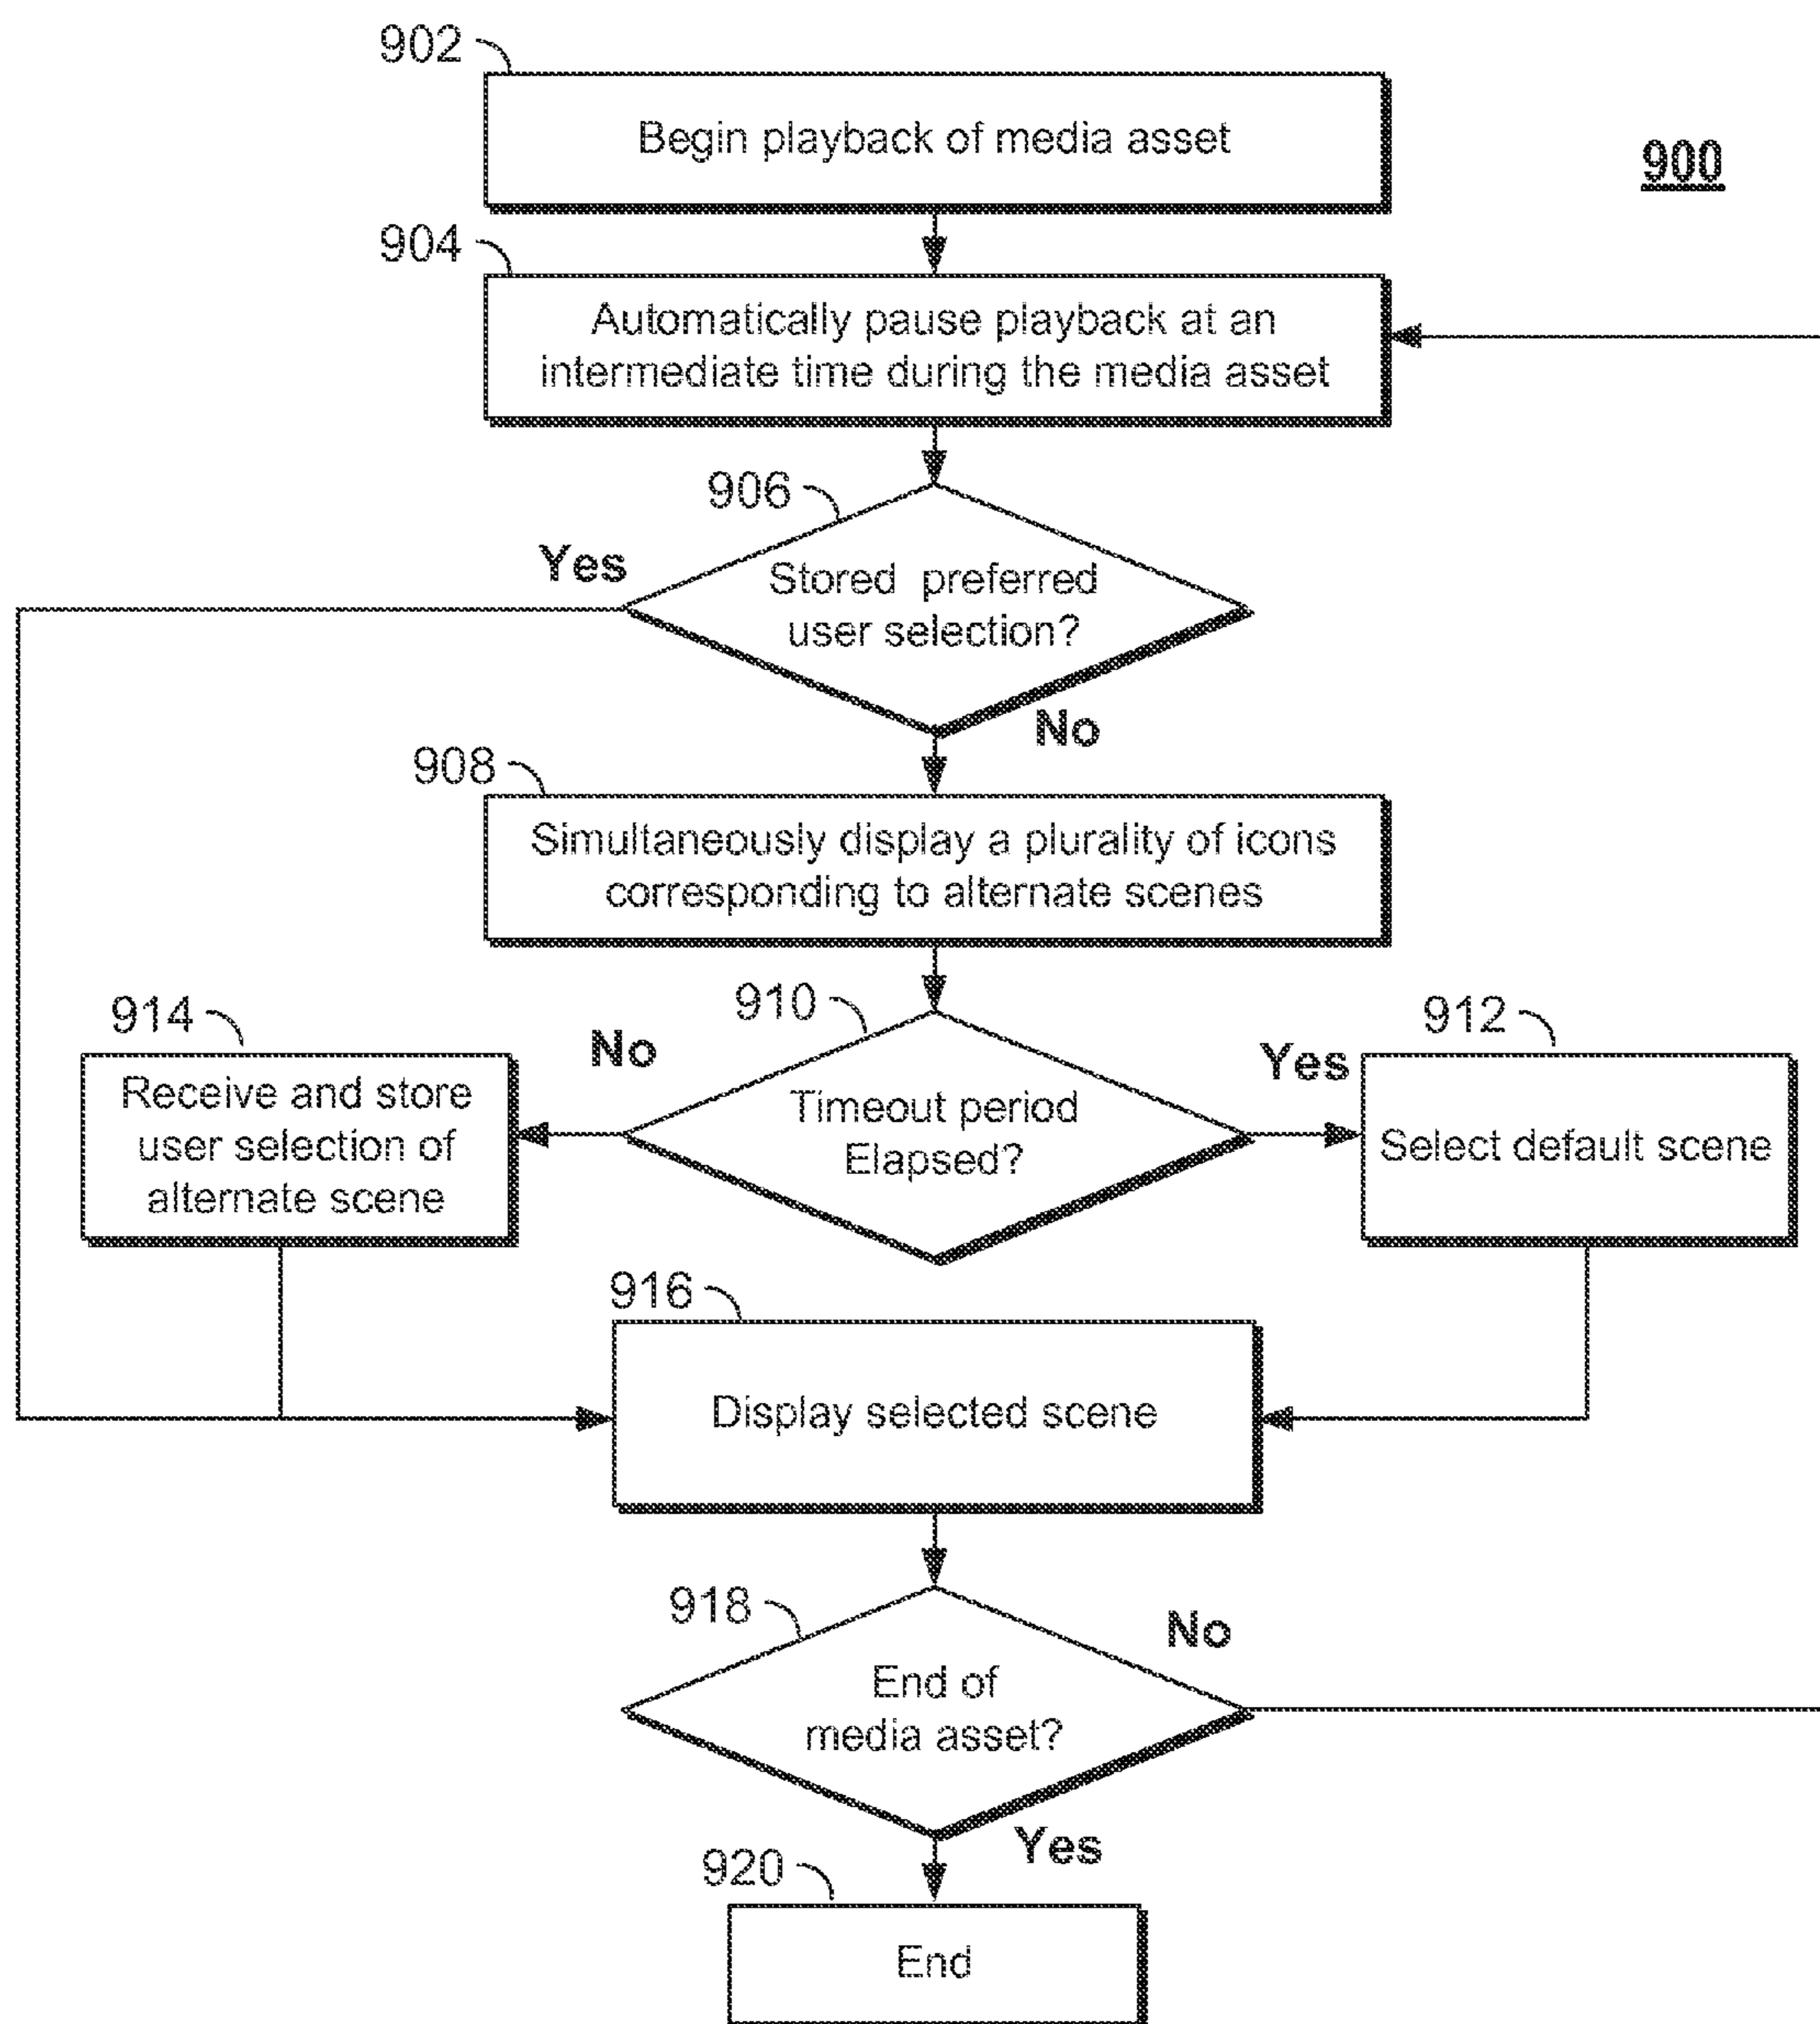 902
Begin playback of media asset
900
904
Automatically pause playback at an
intermediate time during the media asset
906
Yes
Stored preferred
user selection?
No
908
Simultaneously display a plurality of icons
corresponding to alternate scenes
914
No
910
Yes
912
Receive and store
user selection of
alternate scene
Timeout period
Elapsed?
Select default scene
916
Display selected scene
918
No
End of
media asset?
Yes
920
End